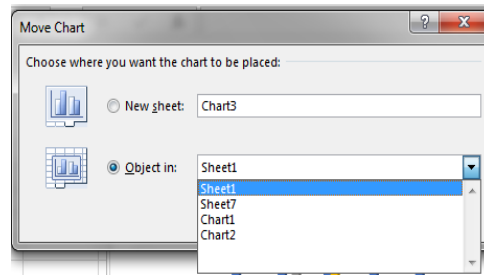 Move Chart
Choose where you want the chart to be placed:
New sheet: Chart3
Object in: Sheet1
Sheet1
Sheet7
Chart1
Chart2